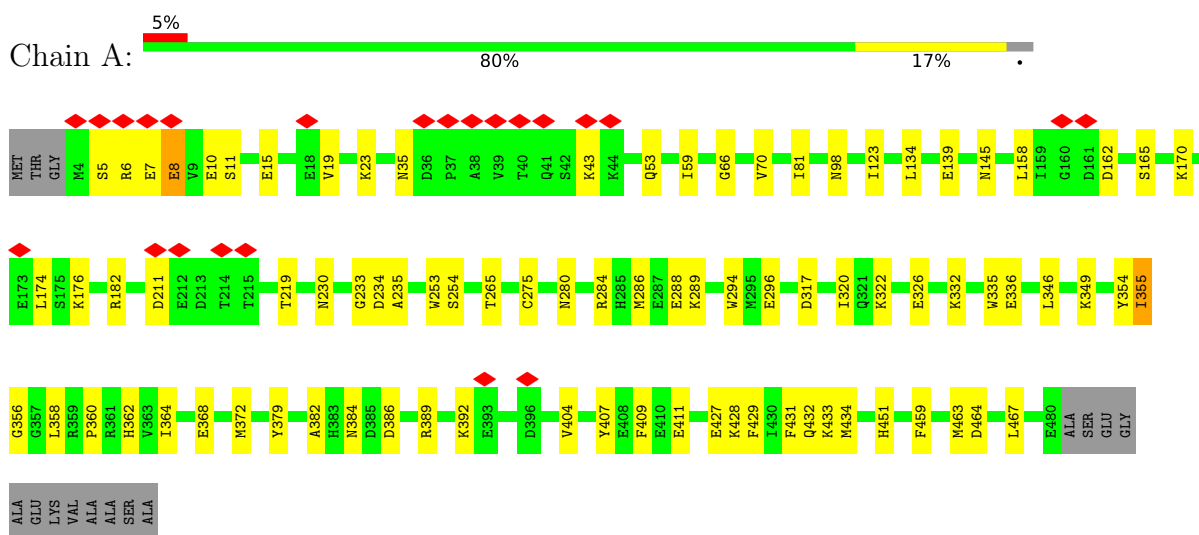 5%
Chain A:
80% 17% •
MET THR GLY M4 S5 R6 E7 E8 V9 E10 S11 E15 E18 V19 K23 N35 D36 P37 A38 V39 T40 Q41 S42 K43 K44 Q53 I59 G66 V70 I81 N98 I123 L134 E139 N145 L158 I159 G160 D161 D162 S165 K170
E173 L174 S175 K176 R182 D211 E212 D213 T214 T215 T219 N230 G233 D234 A235 W253 S254 T265 C275 N280 R284 H285 M286 E287 E288 K289 W294 M295 E296 D317 I320 Q321 K322 E326 K332 W335 E336 L346 K349 Y354 I355
G356 G357 L358 R359 P360 R361 H362 V363 I364 E368 M372 Y379 A382 H383 N384 D385 D386 R389 K392 E393 D396 V404 Y407 E408 F409 E410 E411 E427 K428 F429 I430 F431 Q432 K433 M434 H451 F459 M463 D464 L467 E480 ALA SER GLU GLY
ALA GLU LYS VAL ALA ALA SER ALA